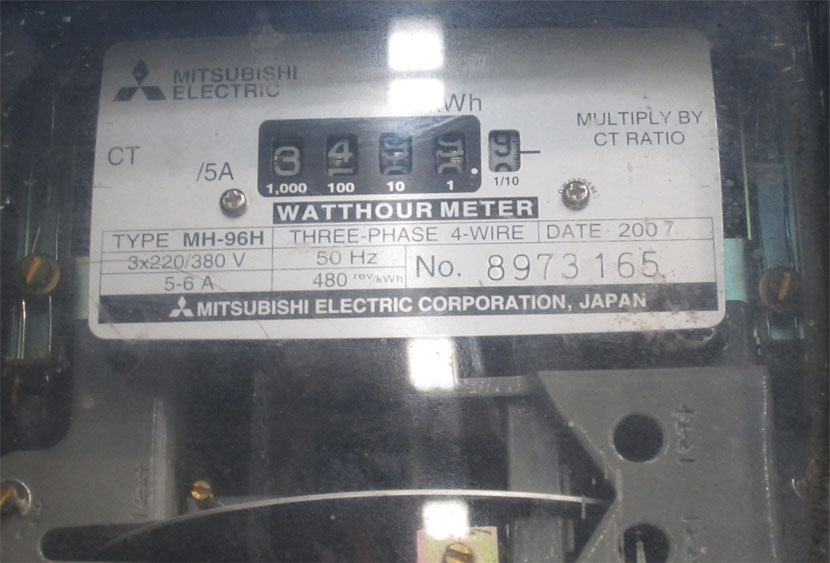 MITSUBISHI
ELECTRIC
kWh
MULTIPLY BY
CT RATIO
CT /5A
3 4
1,000 100 10 1 1/10
WATTHOUR METER
TYPE MH-96H THREE-PHASE 4-WIRE DATE 2007
3x220/380 V 50 Hz
5-6 A 480 rev/kWh
No. 8973165
MITSUBISHI ELECTRIC CORPORATION, JAPAN